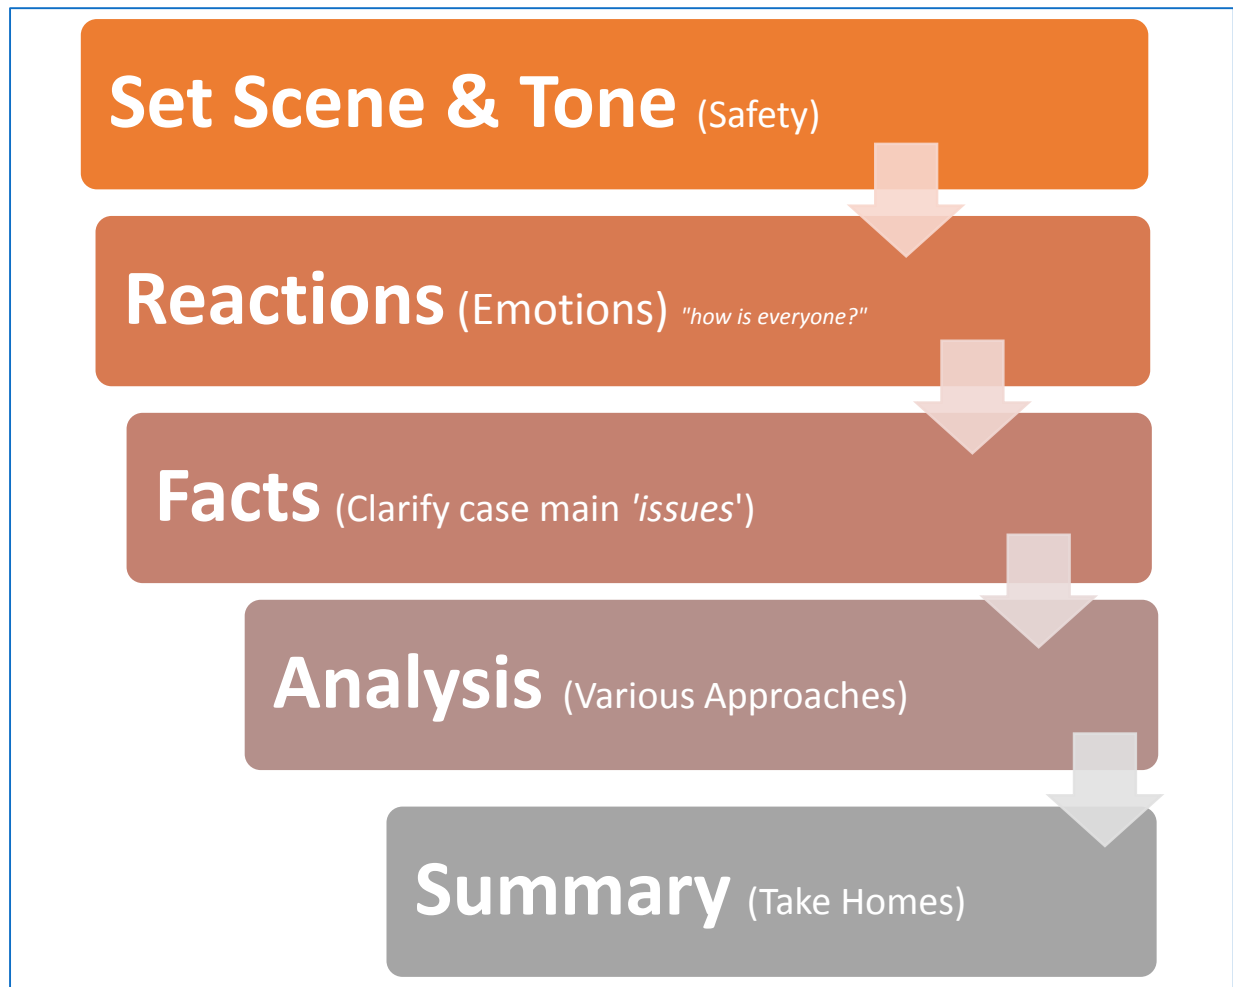 Set Scene & Tone (Safety)
Reactions (Emotions) "how is everyone?"
Facts (Clarify case main 'issues')
Analysis (Various Approaches)
Summary (Take Homes)